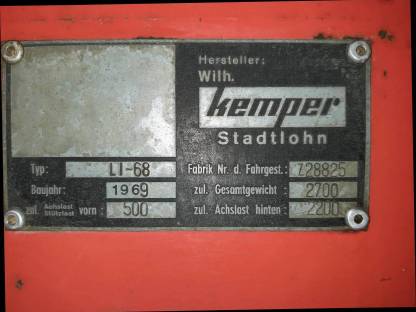 Hersteller:
Wilh.
kemper
Stadtlohn
Typ: LI-68 Fabrik Nr. d. Fahrgest.: 728825
Baujahr: 1969 zul. Gesamtgewicht : 2700
zul. Achslast Stützlast vorn : 500 zul. Achslast hinten : 2200